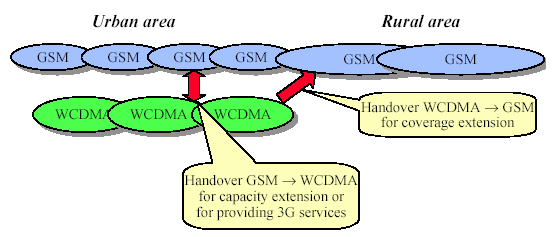 Urban area
Rural area
GSM
GSM
GSM
GSM
GSM
GSM
WCDMA
WCDMA
WCDMA
Handover WCDMA → GSM
for coverage extension
Handover GSM → WCDMA
for capacity extension or
for providing 3G services